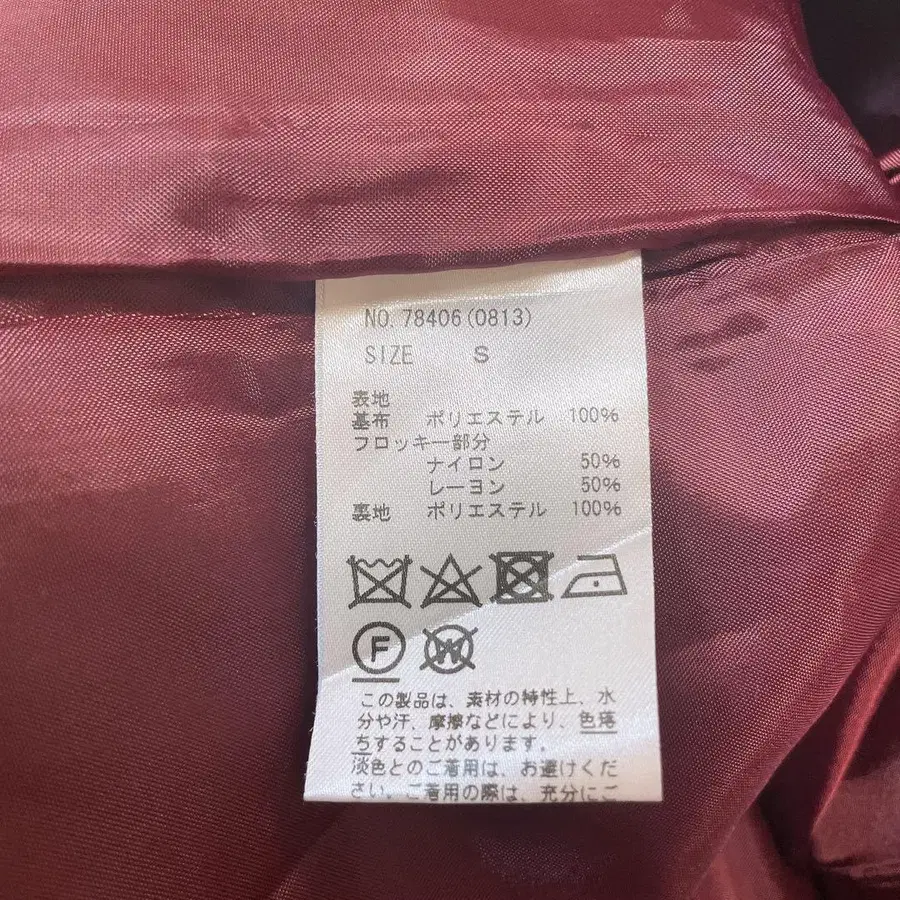 NO. 78406(0813)
SIZE S
表地
基布 ポリエステル 100%
フロッキー部分
ナイロン 50%
レーヨン 50%
裏地 ポリエステル 100%
F
W
この製品は、素材の特性上、水
分や汗、摩擦などにより、色落
ちすることがあります。
淡色とのご着用は、お避けくだ
さい。ご着用の際は、充分にご